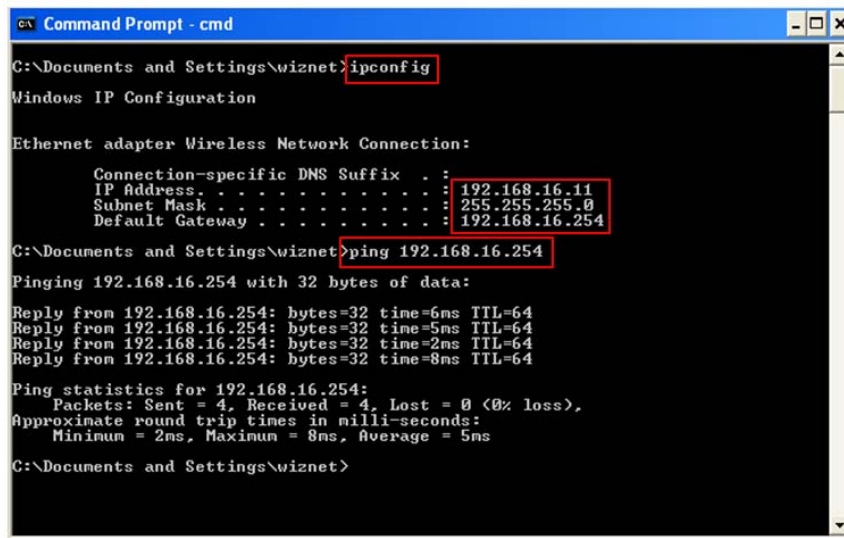 Command Prompt - cmd
C:\Documents and Settings\wiznet>ipconfig
Windows IP Configuration
Ethernet adapter Wireless Network Connection:
Connection-specific DNS Suffix . :
IP Address. . . . . . . . . . . . : 192.168.16.11
Subnet Mask . . . . . . . . . . . : 255.255.255.0
Default Gateway . . . . . . . . . : 192.168.16.254
C:\Documents and Settings\wiznet>ping 192.168.16.254
Pinging 192.168.16.254 with 32 bytes of data:
Reply from 192.168.16.254: bytes=32 time=6ms TTL=64
Reply from 192.168.16.254: bytes=32 time=5ms TTL=64
Reply from 192.168.16.254: bytes=32 time=2ms TTL=64
Reply from 192.168.16.254: bytes=32 time=8ms TTL=64
Ping statistics for 192.168.16.254:
Packets: Sent = 4, Received = 4, Lost = 0 (0% loss),
Approximate round trip times in milli-seconds:
Minimum = 2ms, Maximum = 8ms, Average = 5ms
C:\Documents and Settings\wiznet>